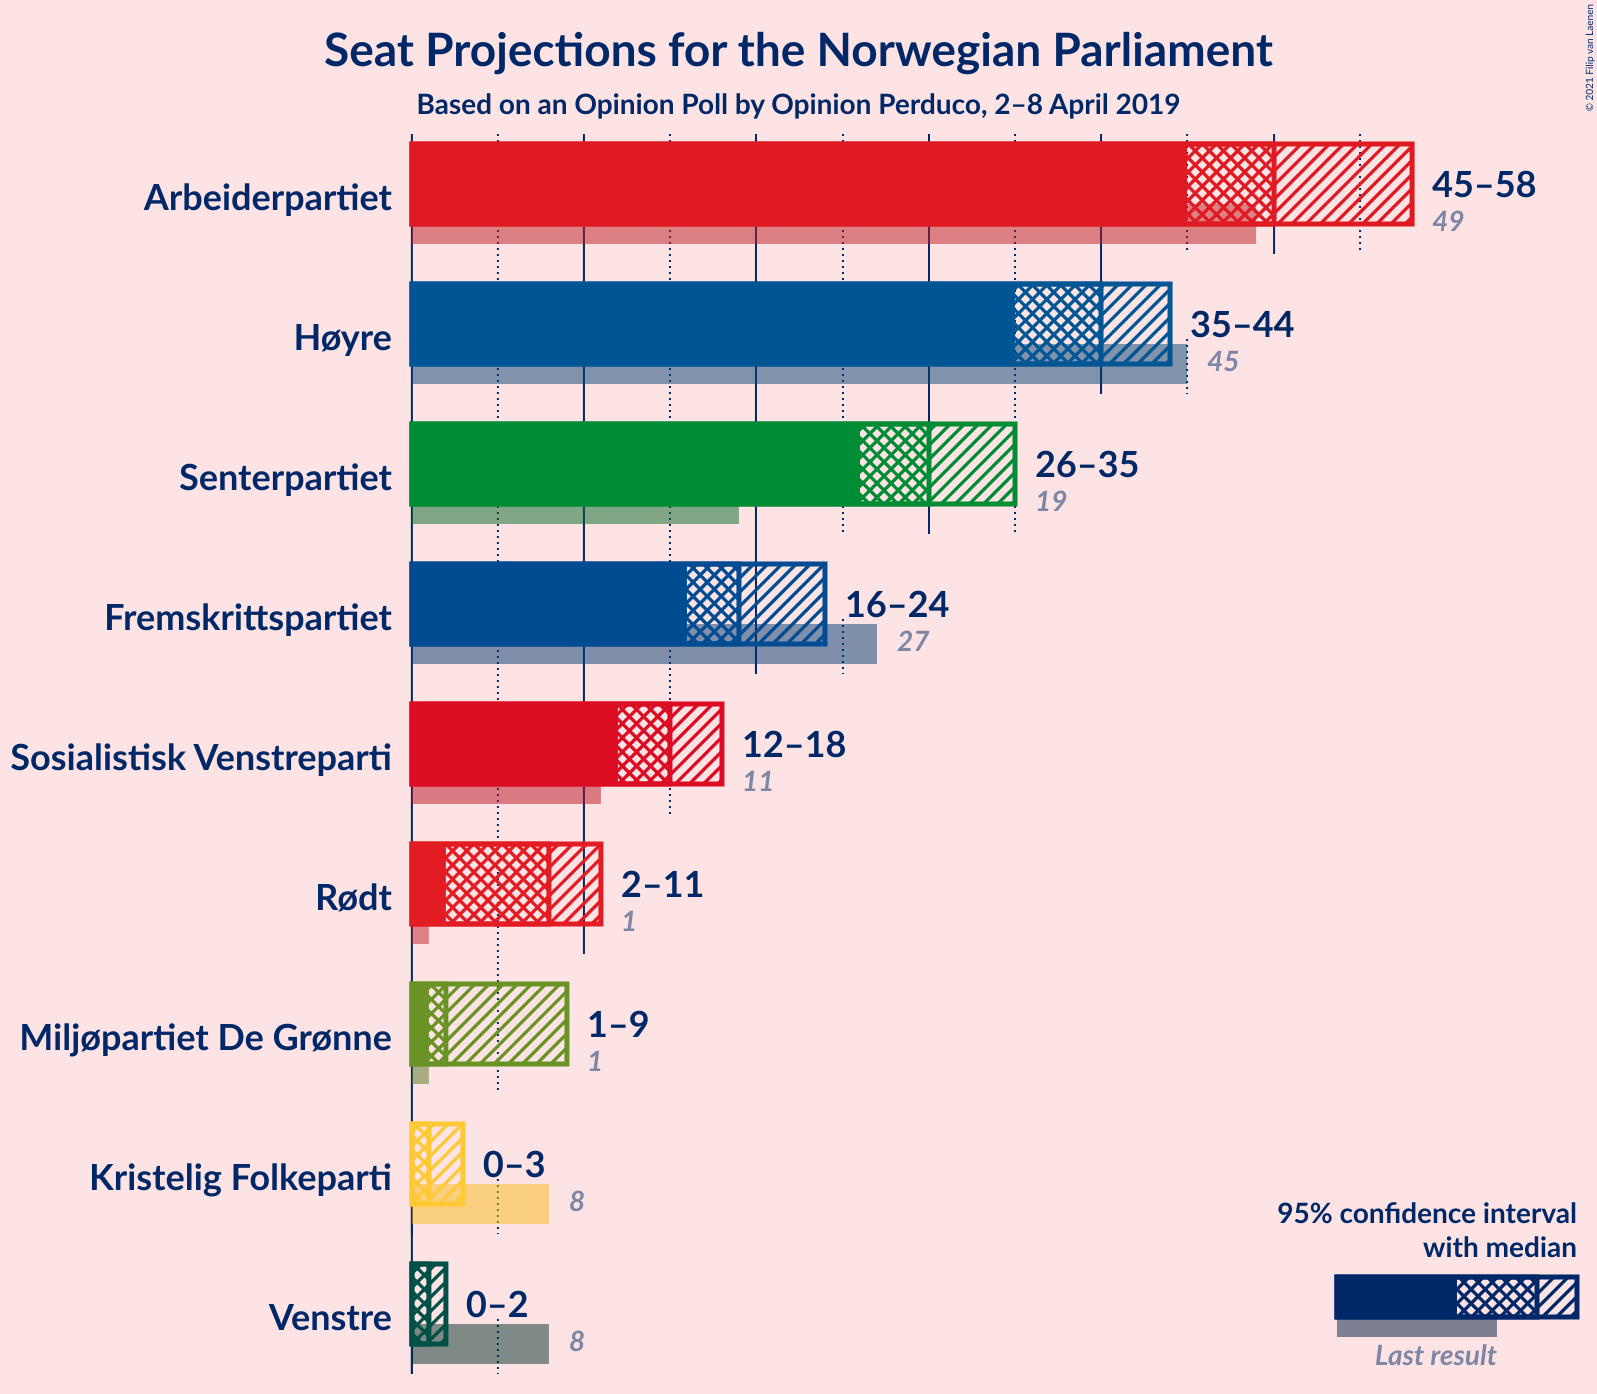 Seat Projections for the Norwegian Parliament
Based on an Opinion Poll by Opinion Perduco, 2–8 April 2019
© 2021 Filip van Laenen
Arbeiderpartiet
45–58
49
Høyre
35–44
45
Senterpartiet
26–35
19
Fremskrittspartiet
16–24
27
Sosialistisk Venstreparti
12–18
11
Rødt
2–11
1
Miljøpartiet De Grønne
1–9
1
Kristelig Folkeparti
0–3
8
Venstre
0–2
8
95% confidence interval
with median
Last result